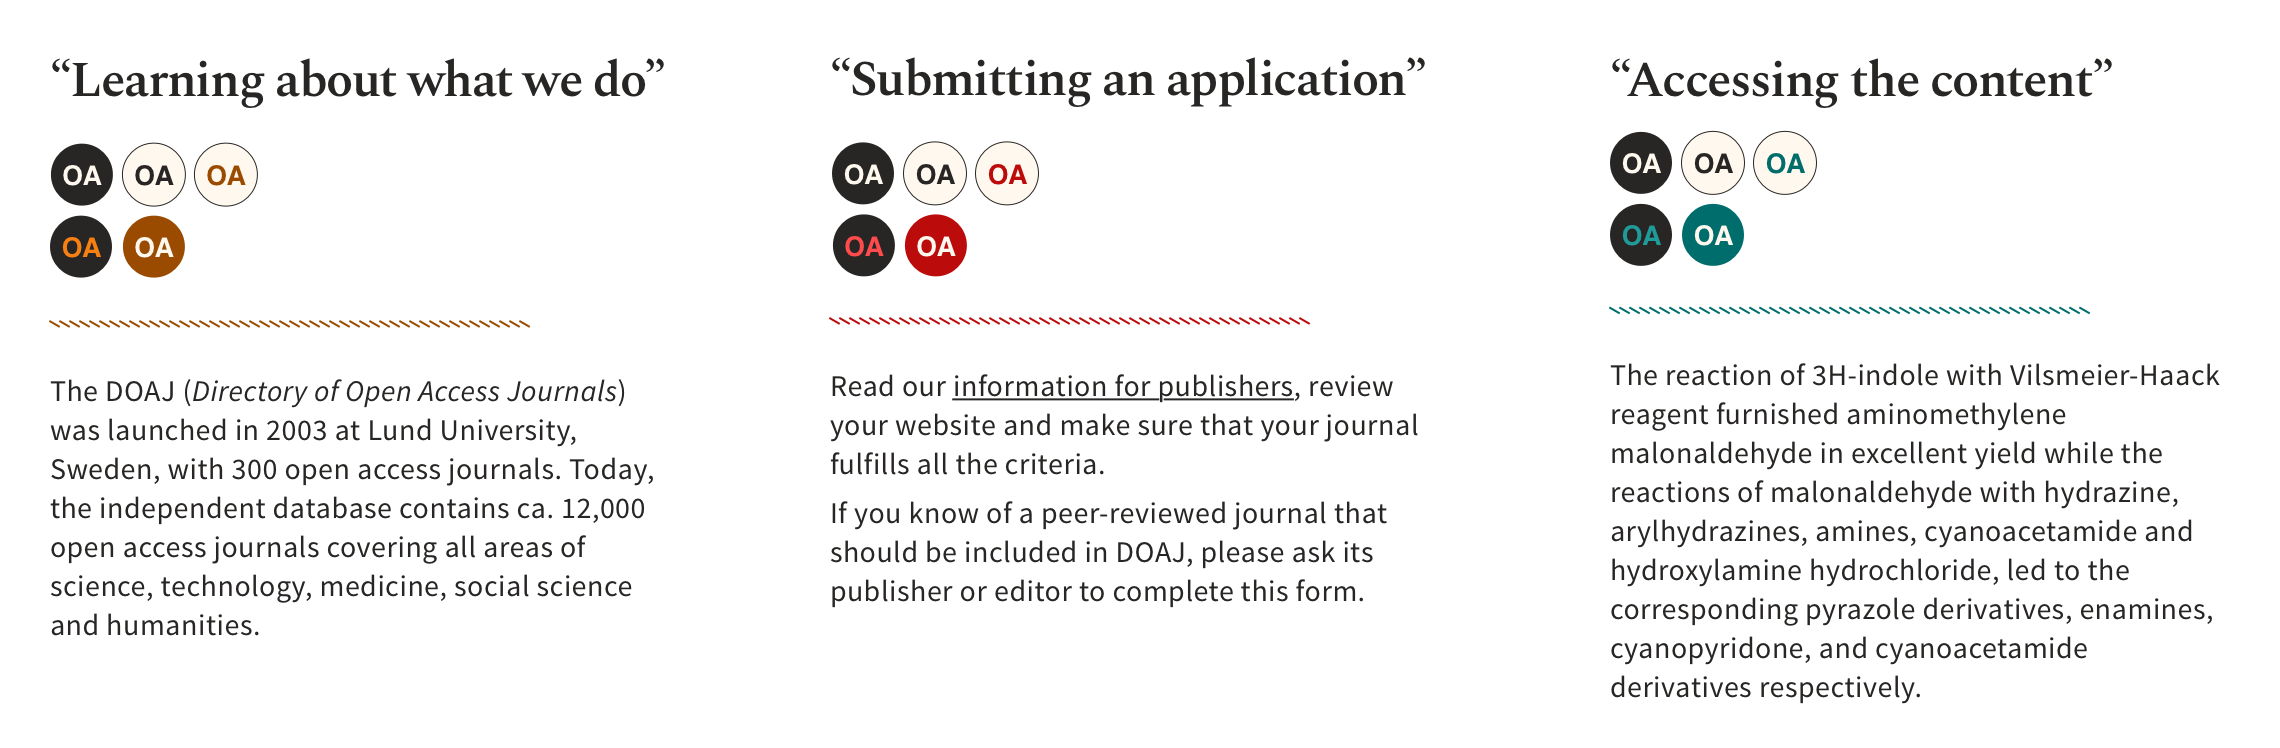 “Learning about what we do”
OA OA OA
OA OA
The DOAJ (Directory of Open Access Journals)
was launched in 2003 at Lund University,
Sweden, with 300 open access journals. Today,
the independent database contains ca. 12,000
open access journals covering all areas of
science, technology, medicine, social science
and humanities.
“Submitting an application”
OA OA OA
OA OA
Read our information for publishers, review
your website and make sure that your journal
fulfills all the criteria.
If you know of a peer-reviewed journal that
should be included in DOAJ, please ask its
publisher or editor to complete this form.
“Accessing the content”
OA OA OA
OA OA
The reaction of 3H-indole with Vilsmeier-Haack
reagent furnished aminomethylene
malonaldehyde in excellent yield while the
reactions of malonaldehyde with hydrazine,
arylhydrazines, amines, cyanoacetamide and
hydroxylamine hydrochloride, led to the
corresponding pyrazole derivatives, enamines,
cyanopyridone, and cyanoacetamide
derivatives respectively.